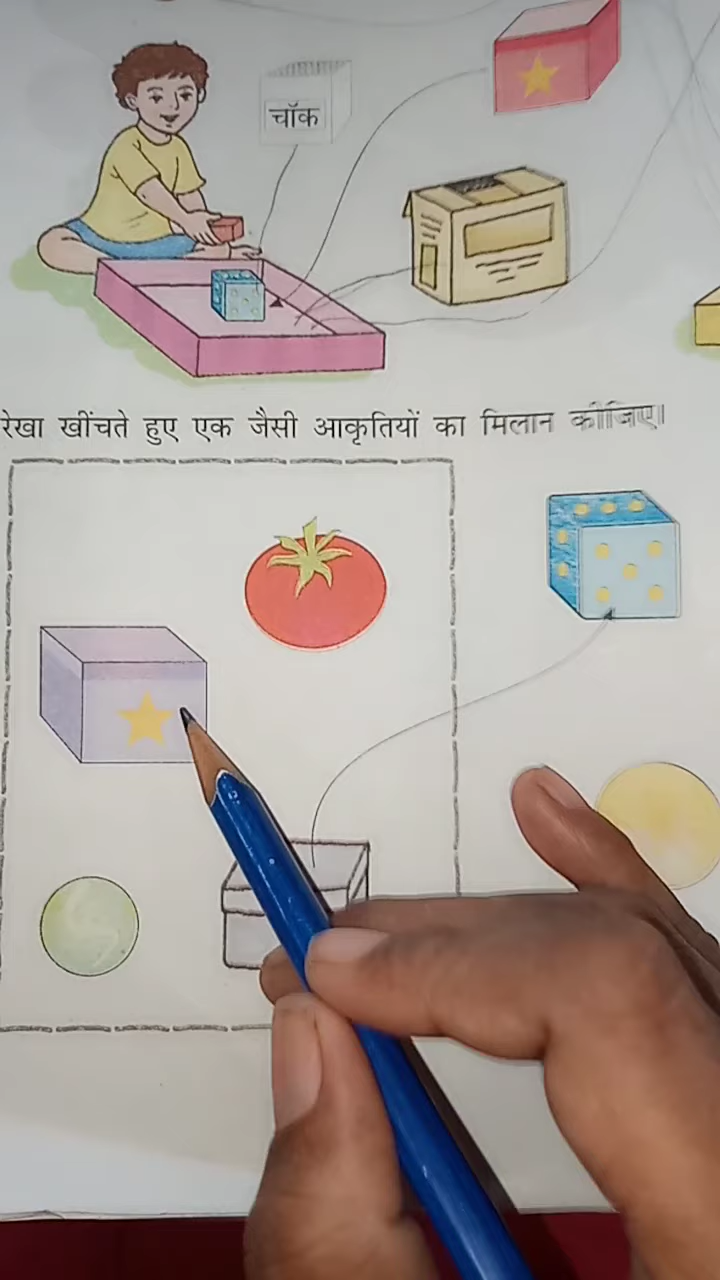 चॉक
रेखा खींचते हुए एक जैसी आकृतियों का मिलान कीजिए।